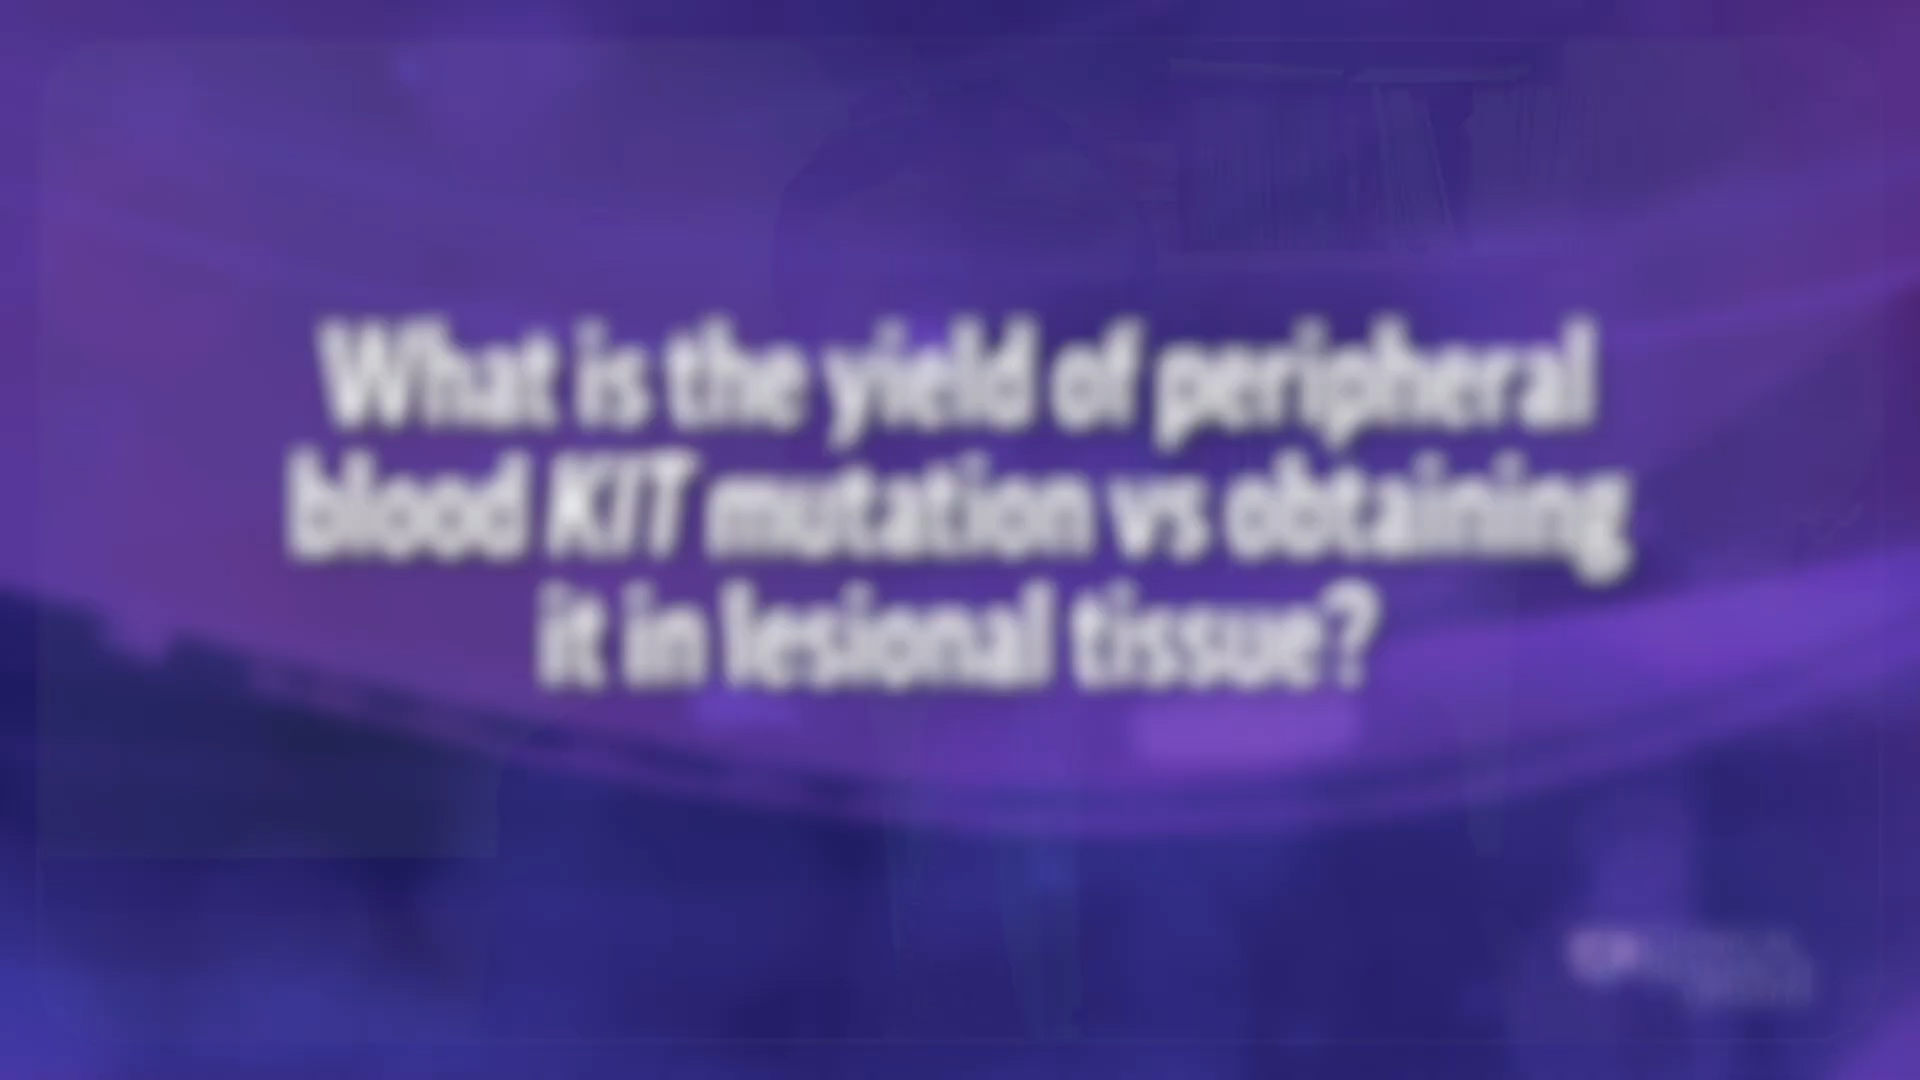 What is the yield of peripheral
blood KIT mutation vs obtaining
it in lesional tissue?